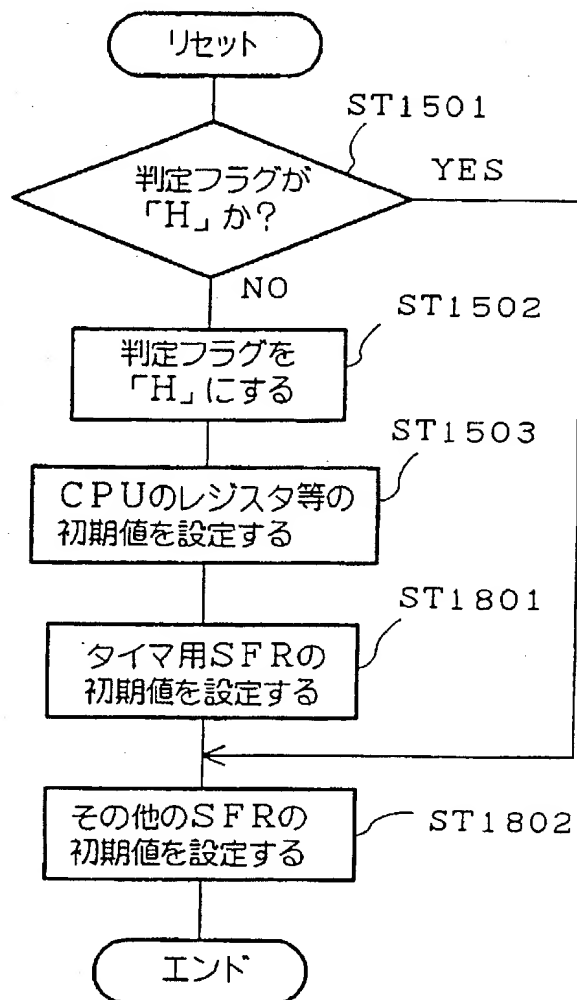 リセット
ST1501
判定フラグが
「H」か?
YES
NO
ST1502
判定フラグを
「H」にする
ST1503
CPUのレジスタ等の
初期値を設定する
ST1801
タイマ用SFRの
初期値を設定する
その他のSFRの
初期値を設定する
ST1802
エンド